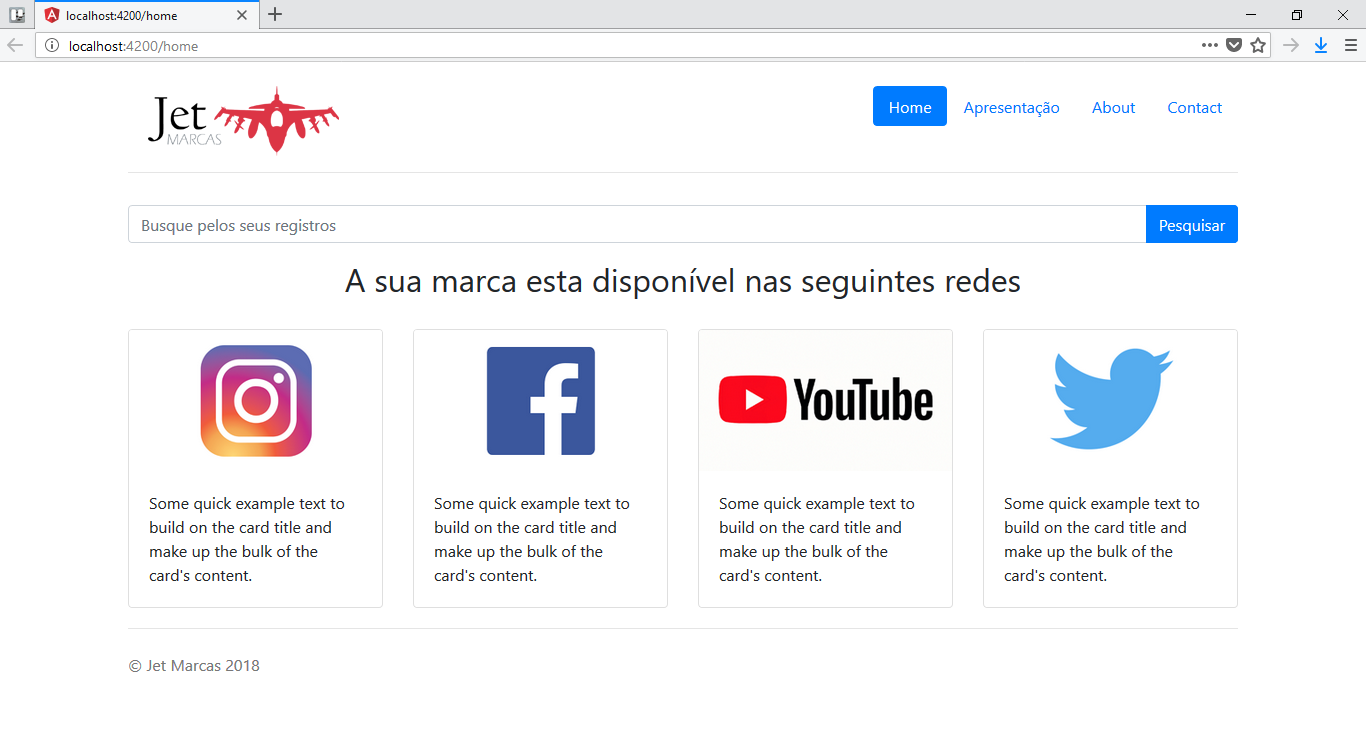 localhost:4200/home
localhost:4200/home
Jet
MARCAS
Home Apresentação About Contact
Busque pelos seus registros Pesquisar
A sua marca esta disponível nas seguintes redes
YouTube
Some quick example text to
build on the card title and
make up the bulk of the
card's content.
Some quick example text to
build on the card title and
make up the bulk of the
card's content.
Some quick example text to
build on the card title and
make up the bulk of the
card's content.
Some quick example text to
build on the card title and
make up the bulk of the
card's content.
© Jet Marcas 2018